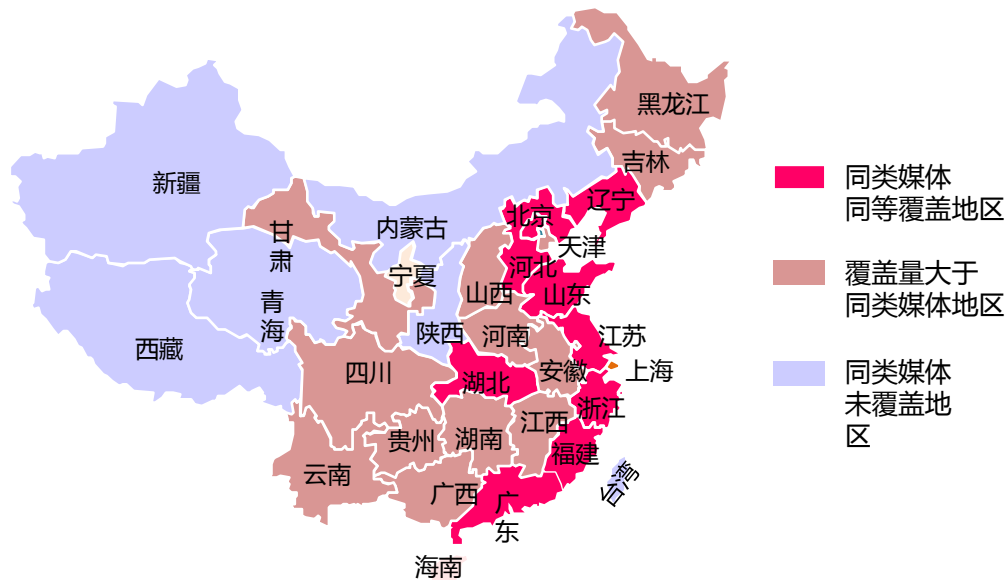 黑龙江
吉林
辽宁
新疆
内蒙古
北京
天津
甘
肃
宁夏
河北
山西
山东
青
海
西藏
陕西
河南
江苏
安徽
上海
四川
湖北
浙江
江西
贵州
湖南
福建
云南
广西
广
东
台湾
海南
同类媒体
同等覆盖地区
覆盖量大于
同类媒体地区
同类媒体
未覆盖地
区